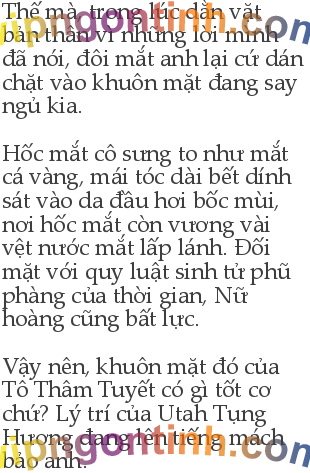 Thế mà, trong lúc dằn vặt
bản thân vì những lời mình
đã nói, đôi mắt anh lại cứ dán
chặt vào khuôn mặt đang say
ngủ kia.
Hốc mắt cô sưng to như mắt
cá vàng, mái tóc dài bết dính
sát vào da đầu hơi bốc mùi,
nơi hốc mắt còn vương vài
vệt nước mắt lấp lánh. Đối
mặt với quy luật sinh tử phũ
phàng của thời gian, Nữ
hoàng cũng bất lực.
Vậy nên, khuôn mặt đó của
Tô Thâm Tuyết có gì tốt cơ
chứ? Lý trí của Utah Tụng
Hương đang lên tiếng mách
bảo anh.
vipngontinh.com
vipngontinh.com